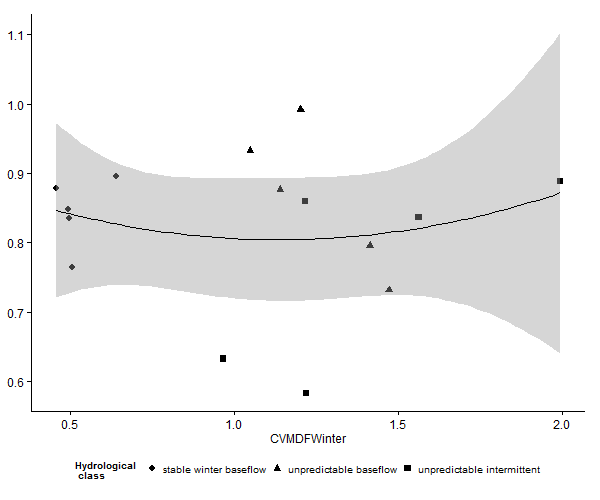 1.1
1.0
0.9
0.8
0.7
0.6
0.5
1.0
1.5
2.0
CVMDFWinter
Hydrological
class
stable winter baseflow
unpredictable baseflow
unpredictable intermittent